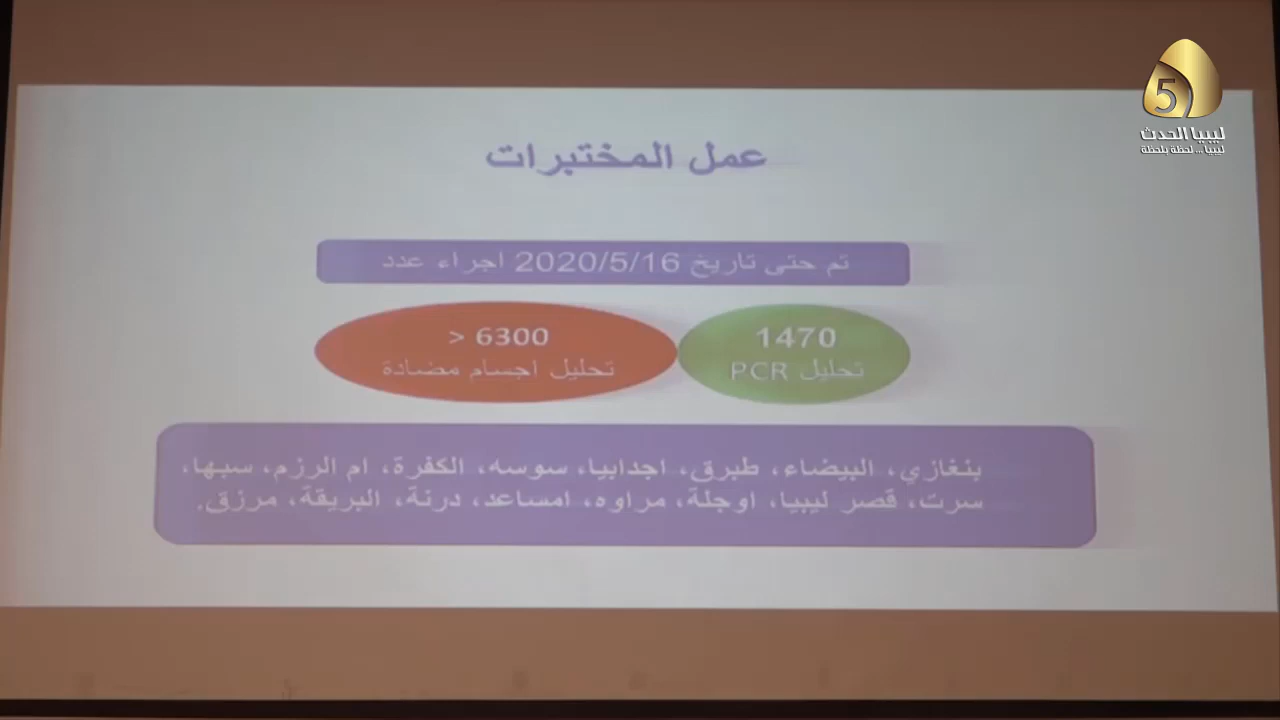 5
ليبيا الحدث
ليبيا... لحظة بلحظة
عمل المختبرات
تم حتى تاريخ 2020/5/16 اجراء عدد
1470
تحليل PCR
> 6300
تحليل اجسام مضادة
بنغازي، البيضاء، طبرق، اجدابيا، سوسه، الكفرة، ام الرزم، سبها،
سرت، قصر ليبيا، اوجلة، مراوه، امساعد، درنة، البريقة، مرزق.